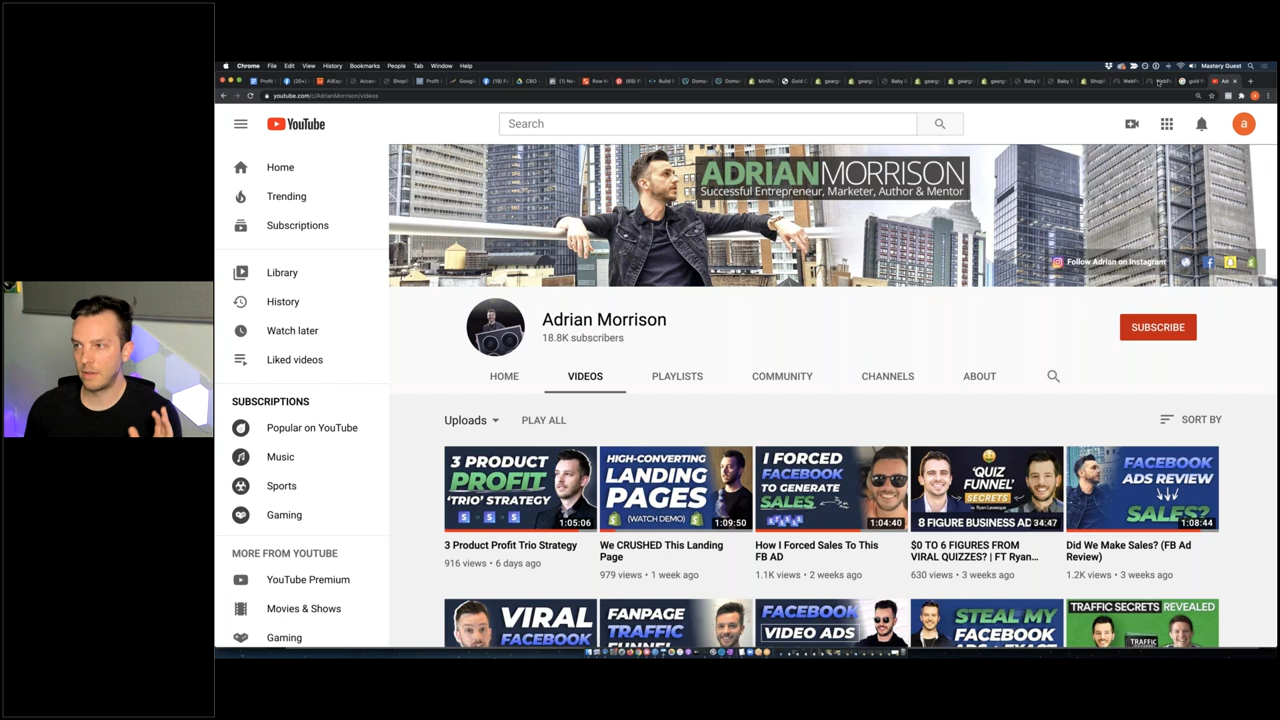 Chrome File Edit View History Bookmarks People Tab Window Help
Mastery Guest
youtube.com/c/AdrianMorrison/videos
YouTube
Search
a
Home
Trending
Subscriptions
Library
History
Watch later
Liked videos
SUBSCRIPTIONS
Popular on YouTube
Music
Sports
Gaming
MORE FROM YOUTUBE
YouTube Premium
Movies & Shows
Gaming
ADRIANMORRISON
Successful Entrepreneur, Marketer, Author & Mentor
Follow Adrian on Instagram
Adrian Morrison
18.8K subscribers
SUBSCRIBE
HOME VIDEOS PLAYLISTS COMMUNITY CHANNELS ABOUT
Uploads PLAY ALL
SORT BY
3 PRODUCT
PROFIT
'TRIO' STRATEGY
1:05:06
3 Product Profit Trio Strategy
916 views • 6 days ago
HIGH-CONVERTING
LANDING
PAGES
(WATCH DEMO)
1:09:50
We CRUSHED This Landing
Page
979 views • 1 week ago
I FORCED
FACEBOOK
TO GENERATE
SALES
1:04:40
How I Forced Sales To This
FB AD
1.1K views • 2 weeks ago
'QUIZ
FUNNEL'
SECRETS
8 FIGURE BUSINESS AD
34:47
$0 TO 6 FIGURES FROM
VIRAL QUIZZES? | FT Ryan...
630 views • 3 weeks ago
FACEBOOK
ADS REVIEW
SALES?
1:08:44
Did We Make Sales? (FB Ad
Review)
1.2K views • 3 weeks ago
VIRAL
FACEBOOK
FANPAGE
TRAFFIC
FUNNEL
FACEBOOK
VIDEO ADS
STEAL MY
FACEBOOK
TRAFFIC SECRETS REVEALED
TRAFFIC